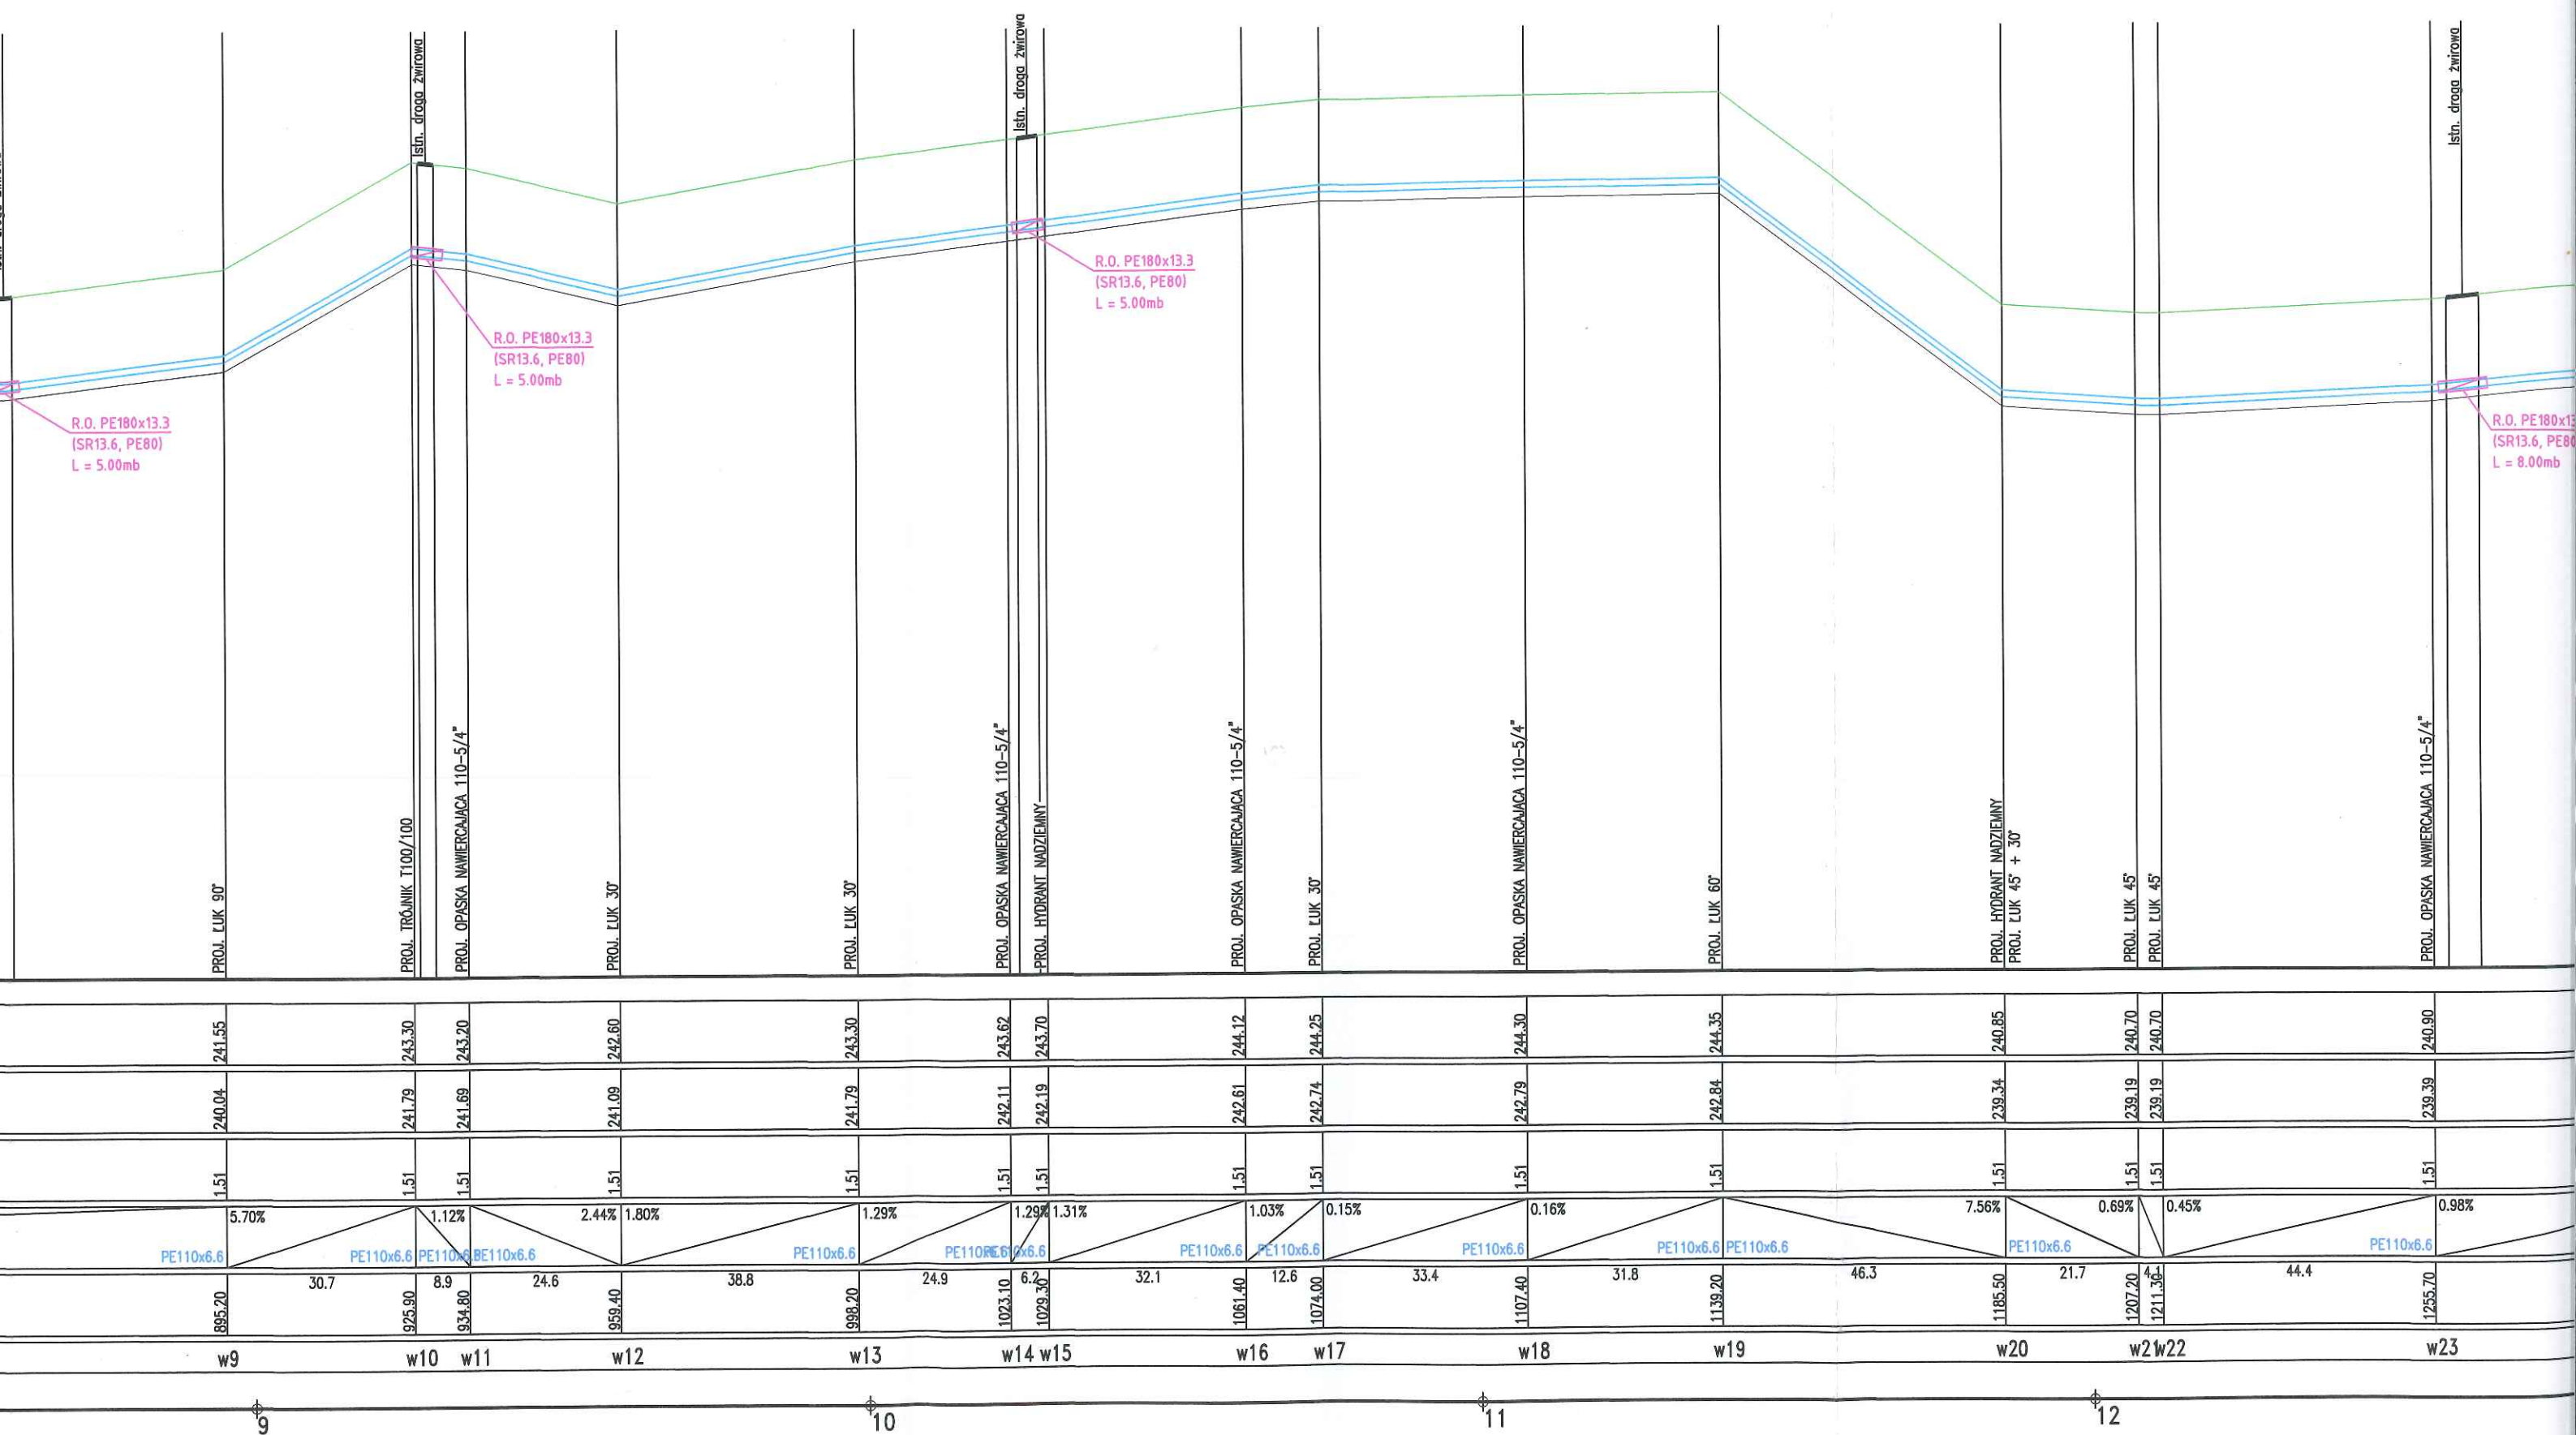 Istn. droga żwirowa
Istn. droga żwirowa
Istn. droga żwirowa
R.O. PE180x13.3
(SR13.6, PE80)
L = 5.00mb
R.O. PE180x13.3
(SR13.6, PE80)
L = 5.00mb
R.O. PE180x13.3
(SR13.6, PE80)
L = 5.00mb
R.O. PE180x13
(SR13.6, PE80
L = 8.00mb
PROJ. ŁUK 90°
PROJ. TRÓJNIK T100/100
PROJ. OPASKA NAWIERCAJĄCA 110-5/4"
PROJ. ŁUK 30°
PROJ. ŁUK 30°
PROJ. OPASKA NAWIERCAJĄCA 110-5/4"
PROJ. HYDRANT NADZIEMNY
PROJ. OPASKA NAWIERCAJĄCA 110-5/4"
PROJ. ŁUK 30°
PROJ. OPASKA NAWIERCAJĄCA 110-5/4"
PROJ. ŁUK 60°
PROJ. HYDRANT NADZIEMNY
PROJ. ŁUK 45° + 30°
PROJ. ŁUK 45°
PROJ. ŁUK 45°
PROJ. OPASKA NAWIERCAJĄCA 110-5/4"
241.55 243.30 243.20 242.60 243.30 243.62 243.70 244.12 244.25 244.30 244.35 240.85 240.70 240.70 240.90
240.04 241.79 241.69 241.09 241.79 242.11 242.19 242.61 242.74 242.79 242.84 239.34 239.19 239.19 239.39
1.51 1.51 1.51 1.51 1.51 1.51 1.51 1.51 1.51 1.51 1.51 1.51 1.51 1.51 1.51
5.70% 1.12% 2.44% 1.80% 1.29% 1.29% 1.31% 1.03% 0.15% 0.16% 7.56% 0.69% 0.45% 0.98%
PE110x6.6 PE110x6.6 PE110x6.6 PE110x6.6 PE110x6.6 PE110x6.6 PE110x6.6 PE110x6.6 PE110x6.6 PE110x6.6 PE110x6.6 PE110x6.6 PE110x6.6 PE110x6.6
30.7 8.9 24.6 38.8 24.9 6.2 32.1 12.6 33.4 31.8 46.3 21.7 4.1 44.4
895.20 925.90 934.80 959.40 998.20 1023.10 1029.30 1061.40 1074.00 1107.40 1139.20 1185.50 1207.20 1211.30 1255.70
w9 w10 w11 w12 w13 w14 w15 w16 w17 w18 w19 w20 w21 w22 w23
9 10 11 12